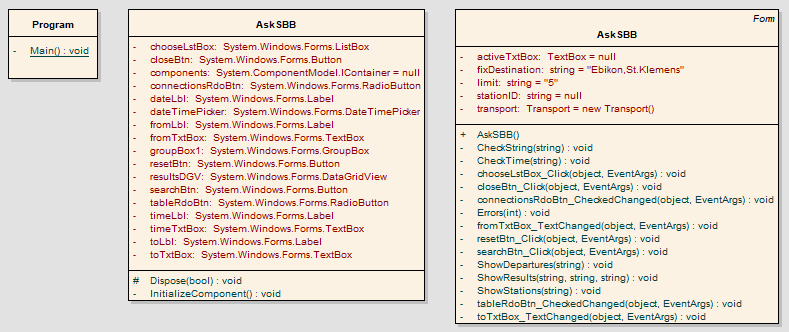 Program
- Main() : void
AskSBB
- chooseLstBox: System.Windows.Forms.ListBox
- closeBtn: System.Windows.Forms.Button
- components: System.ComponentModel.IContainer = null
- connectionsRdoBtn: System.Windows.Forms.RadioButton
- dateLbl: System.Windows.Forms.Label
- dateTimePicker: System.Windows.Forms.DateTimePicker
- fromLbl: System.Windows.Forms.Label
- fromTxtBox: System.Windows.Forms.TextBox
- groupBox1: System.Windows.Forms.GroupBox
- resetBtn: System.Windows.Forms.Button
- resultsDGV: System.Windows.Forms.DataGridView
- searchBtn: System.Windows.Forms.Button
- tableRdoBtn: System.Windows.Forms.RadioButton
- timeLbl: System.Windows.Forms.Label
- timeTxtBox: System.Windows.Forms.TextBox
- toLbl: System.Windows.Forms.Label
- toTxtBox: System.Windows.Forms.TextBox
# Dispose(bool) : void
- InitializeComponent() : void
Form
AskSBB
- activeTxtBox: TextBox = null
- fixDestination: string = "Ebikon,St.Klemens"
- limit: string = "5"
- stationID: string = null
- transport: Transport = new Transport()
+ AskSBB()
- CheckString(string) : void
- CheckTime(string) : void
- chooseLstBox_Click(object, EventArgs) : void
- closeBtn_Click(object, EventArgs) : void
- connectionsRdoBtn_CheckedChanged(object, EventArgs) : void
- Errors(int) : void
- fromTxtBox_TextChanged(object, EventArgs) : void
- resetBtn_Click(object, EventArgs) : void
- searchBtn_Click(object, EventArgs) : void
- ShowDepartures(string) : void
- ShowResults(string, string, string) : void
- ShowStations(string) : void
- tableRdoBtn_CheckedChanged(object, EventArgs) : void
- toTxtBox_TextChanged(object, EventArgs) : void